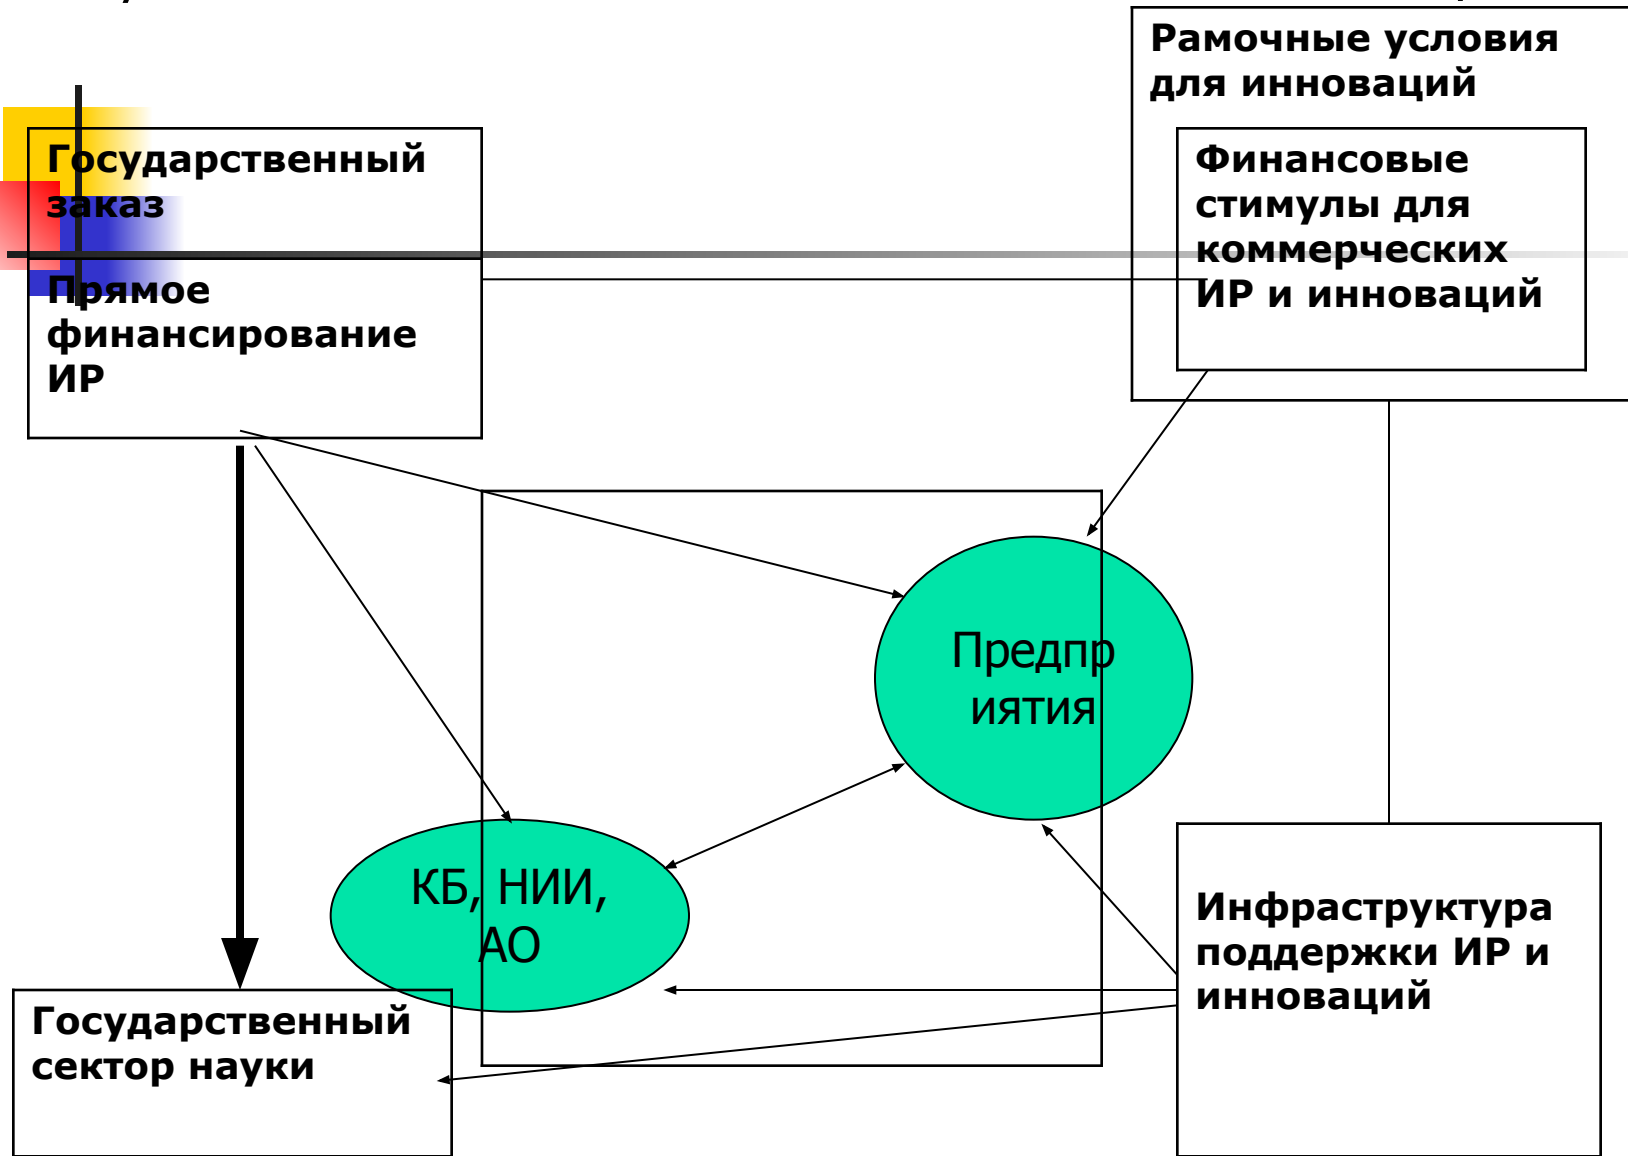 Рамочные условия
для инноваций
Государственный
заказ
Финансовые
стимулы для
коммерческих
ИР и инноваций
Прямое
финансирование
ИР
Предпр
иятия
КБ, НИИ,
АО
Инфраструктура
поддержки ИР и
инноваций
Государственный
сектор науки